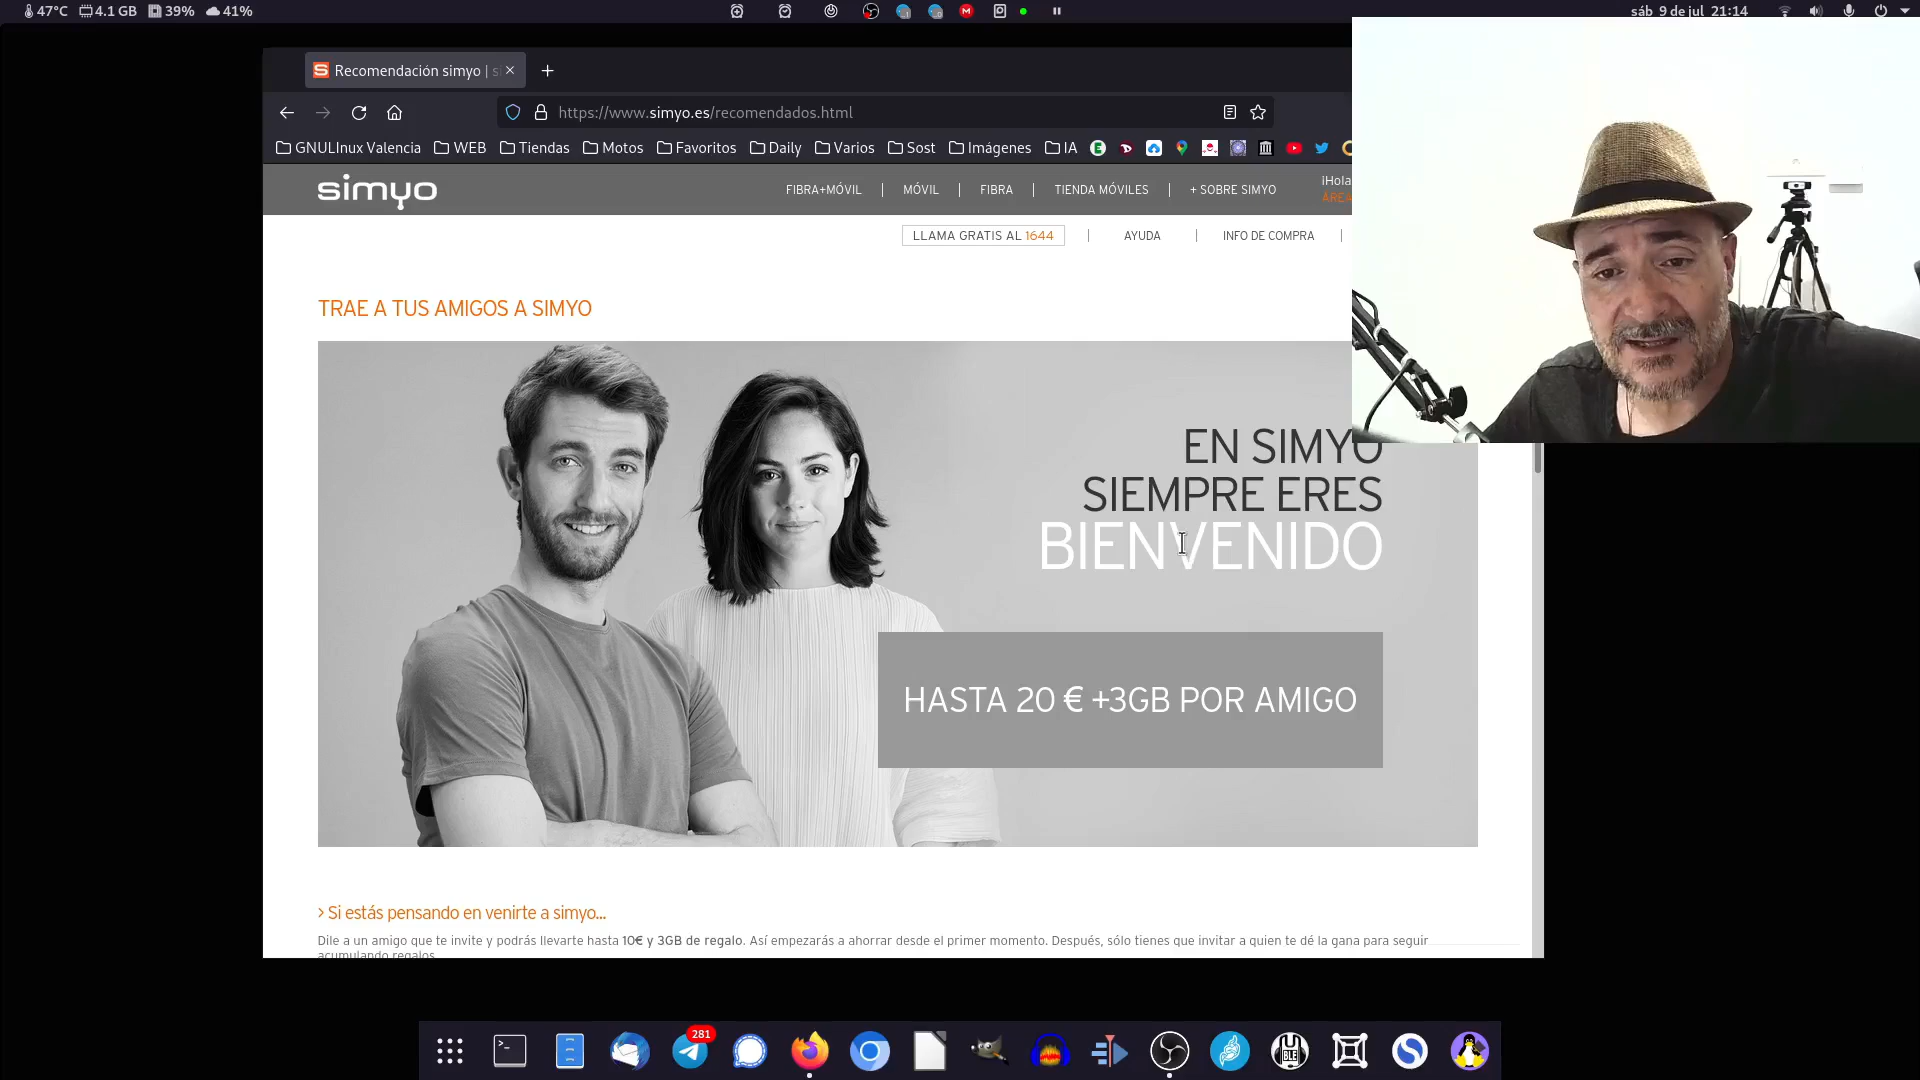 47°C 4.1 GB 39% 41%
sáb 9 de jul 21:14
Recomendación simyo | s
https://www.simyo.es/recomendados.html
GNULInux Valencia WEB Tiendas Motos Favoritos Daily Varios Sost Imágenes IA
simyo
FIBRA+MÓVIL MÓVIL FIBRA TIENDA MÓVILES + SOBRE SIMYO
¡Hola
ÁREA
LLAMA GRATIS AL 1644 AYUDA INFO DE COMPRA
TRAE A TUS AMIGOS A SIMYO
EN SIMYO
SIEMPRE ERES
BIENVENIDO
HASTA 20 € +3GB POR AMIGO
> Si estás pensando en venirte a simyo...
Dile a un amigo que te invite y podrás llevarte hasta 10€ y 3GB de regalo. Así empezarás a ahorrar desde el primer momento. Después, sólo tienes que invitar a quien te dé la gana para seguir
acumulando regalos
281
BLE